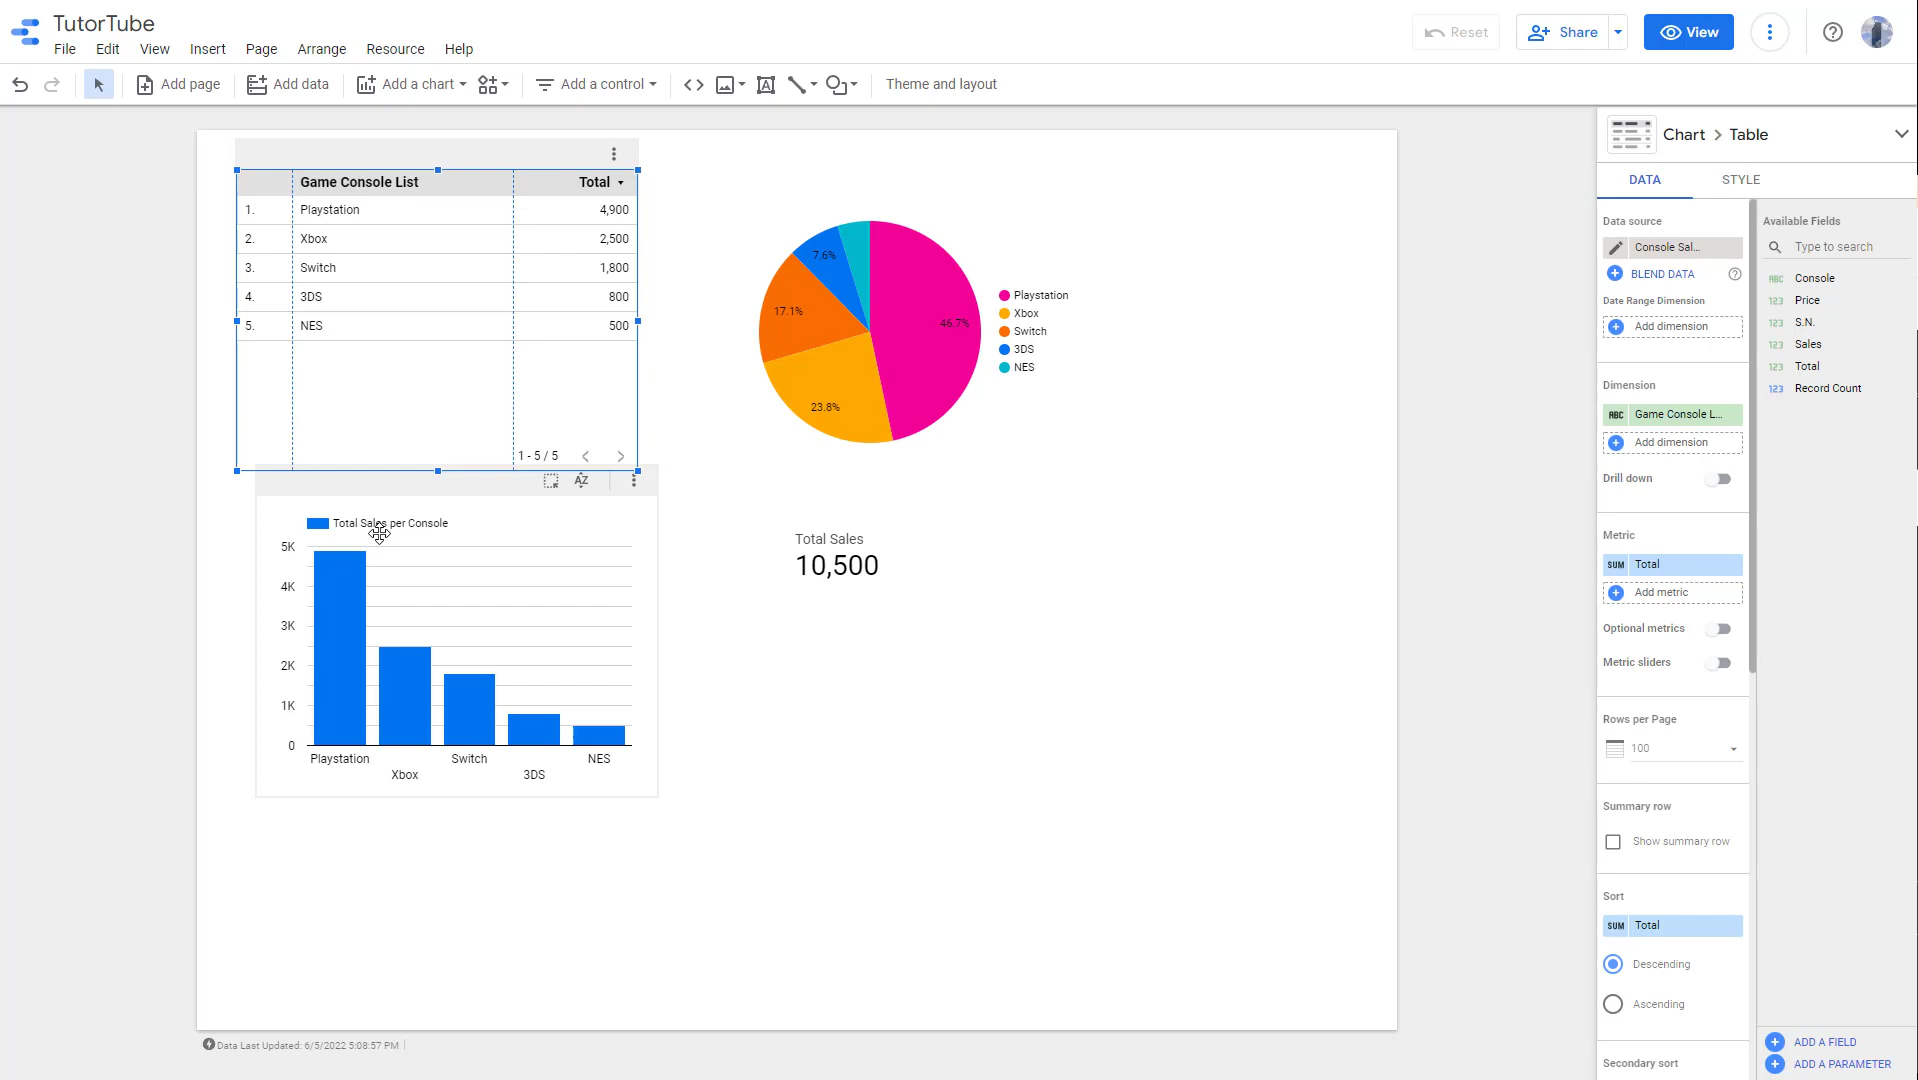 TutorTube
File Edit View Insert Page Arrange Resource Help
Reset
Share
View
Add page
Add data
Add a chart
Add a control
Theme and layout
Game Console List Total
1. Playstation 4,900
2. Xbox 2,500
3. Switch 1,800
4. 3DS 800
5. NES 500
1 - 5 / 5
AZ
Total Sales per Console
5K
4K
3K
2K
1K
0
Playstation
Xbox
Switch
3DS
NES
7.6%
17.1%
46.7%
23.8%
Playstation
Xbox
Switch
3DS
NES
Total Sales
10,500
Data Last Updated: 6/5/2022 5:08:57 PM
Chart > Table
DATA STYLE
Data source
Console Sal...
BLEND DATA
Date Range Dimension
Add dimension
Dimension
ABC Game Console L...
Add dimension
Drill down
Metric
SUM Total
Add metric
Optional metrics
Metric sliders
Rows per Page
100
Summary row
Show summary row
Sort
SUM Total
Descending
Ascending
Secondary sort
Available Fields
Type to search
ABC Console
123 Price
123 S.N.
123 Sales
123 Total
123 Record Count
ADD A FIELD
ADD A PARAMETER